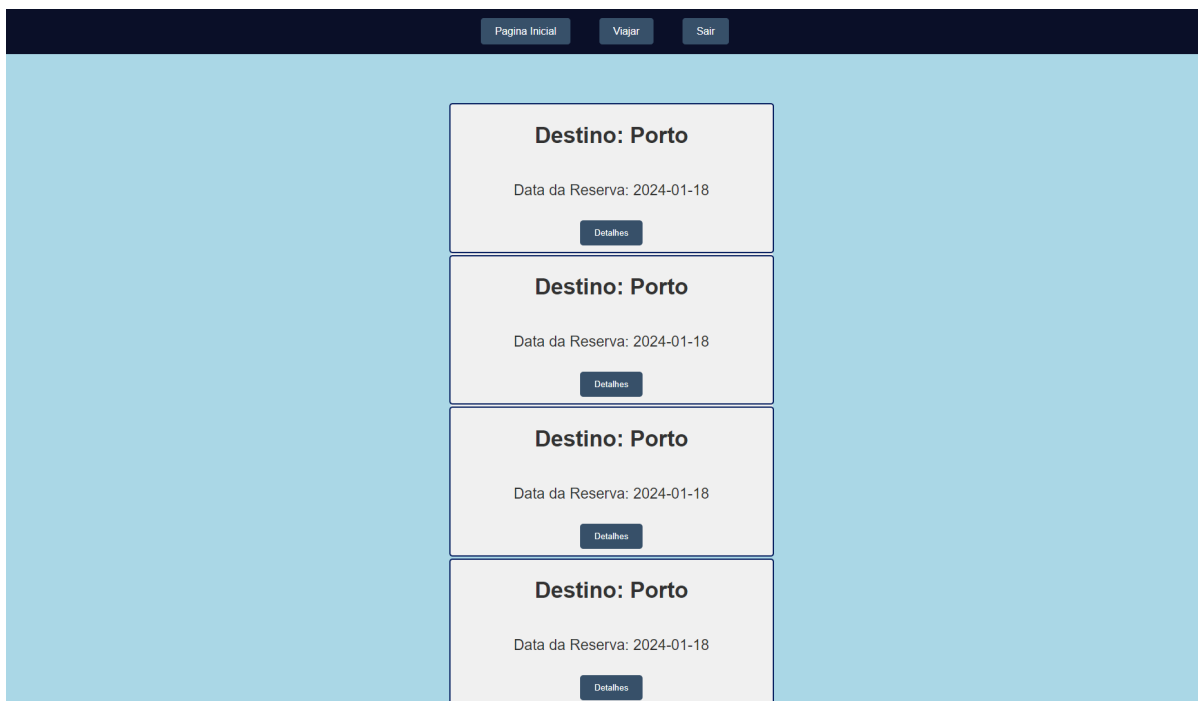 Pagina Inicial Viajar Sair
Destino: Porto
Data da Reserva: 2024-01-18
Detalhes
Destino: Porto
Data da Reserva: 2024-01-18
Detalhes
Destino: Porto
Data da Reserva: 2024-01-18
Detalhes
Destino: Porto
Data da Reserva: 2024-01-18
Detalhes